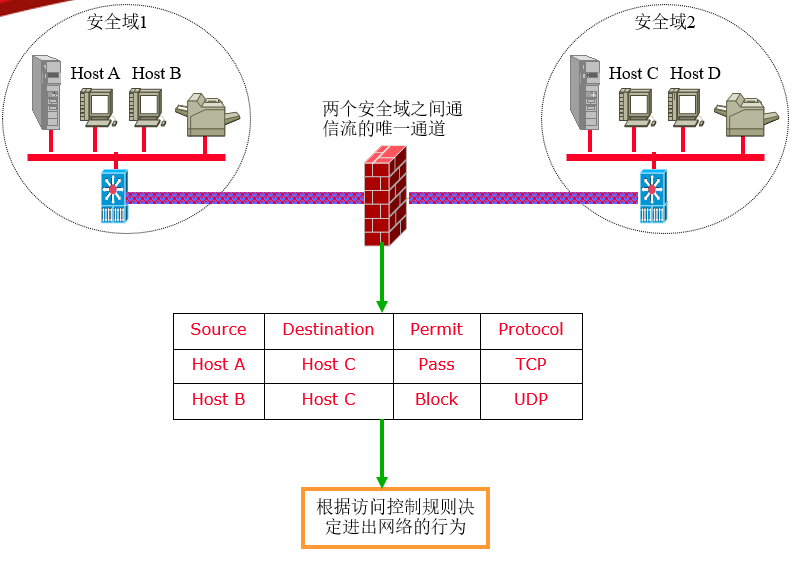 安全域1
安全域2
Host A Host B
Host C Host D
两个安全域之间通
信流的唯一通道
Source Destination Permit Protocol
Host A Host C Pass TCP
Host B Host C Block UDP
根据访问控制规则决
定进出网络的行为